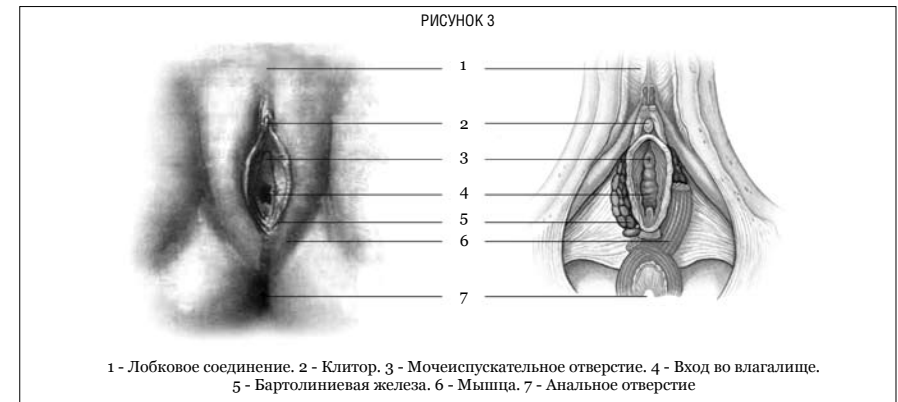 РИСУНОК 3
1
2
3
4
5
6
7
1 - Лобковое соединение. 2 - Клитор. 3 - Мочеиспускательное отверстие. 4 - Вход во влагалище.
5 - Бартолиниевая железа. 6 - Мышца. 7 - Анальное отверстие